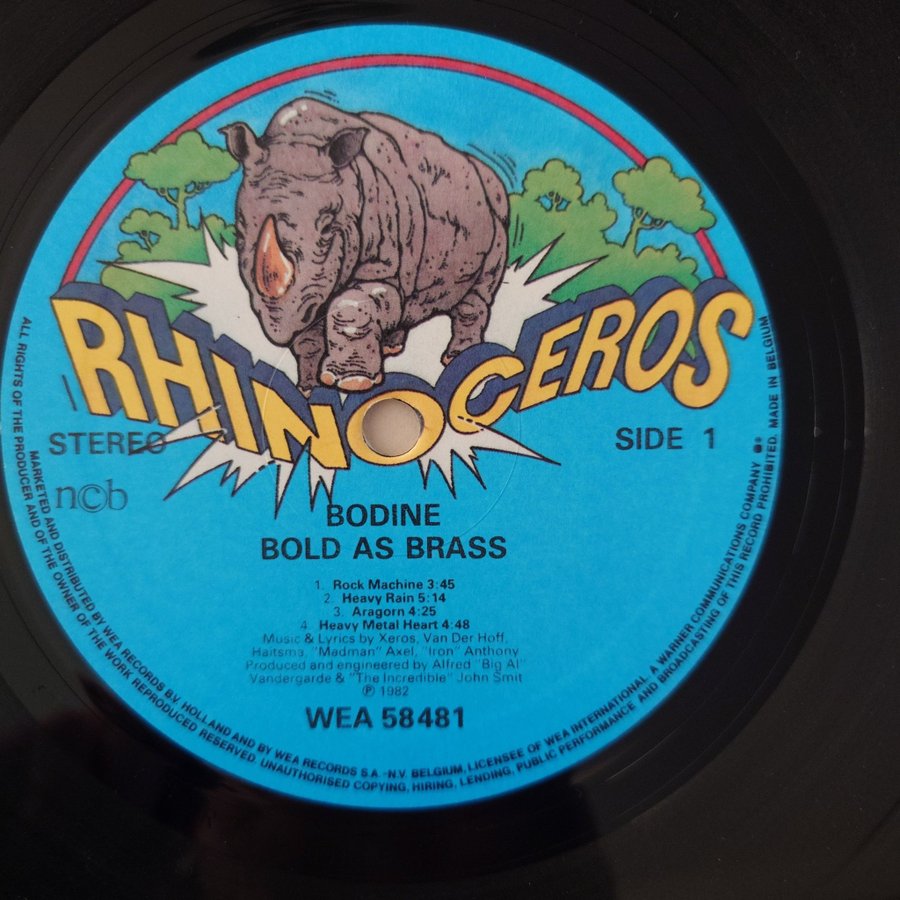 RHINOCEROS
STEREO
SIDE 1
ncb
BODINE
BOLD AS BRASS
1. Rock Machine 3:45
2. Heavy Rain 5:14
3. Aragorn 4:25
4. Heavy Metal Heart 4:48
Music & Lyrics by Xeros, Van Der Hoff,
Haitsma, "Madman" Axel, "Iron" Anthony
Produced and engineered by Alfred "Big Al"
Vandergarde & "The Incredible" John Smit
℗ 1982
WEA 58481
MARKETED AND DISTRIBUTED BY WEA RECORDS B.V. HOLLAND AND BY WEA RECORDS S.A.-N.V. BELGIUM, LICENSEE OF WEA INTERNATIONAL. A WARNER COMMUNICATIONS COMPANY
ALL RIGHTS OF THE PRODUCER AND OF THE OWNER OF THE WORK REPRODUCED RESERVED. UNAUTHORISED COPYING, HIRING, LENDING, PUBLIC PERFORMANCE AND BROADCASTING OF THIS RECORD PROHIBITED. MADE IN BELGIUM